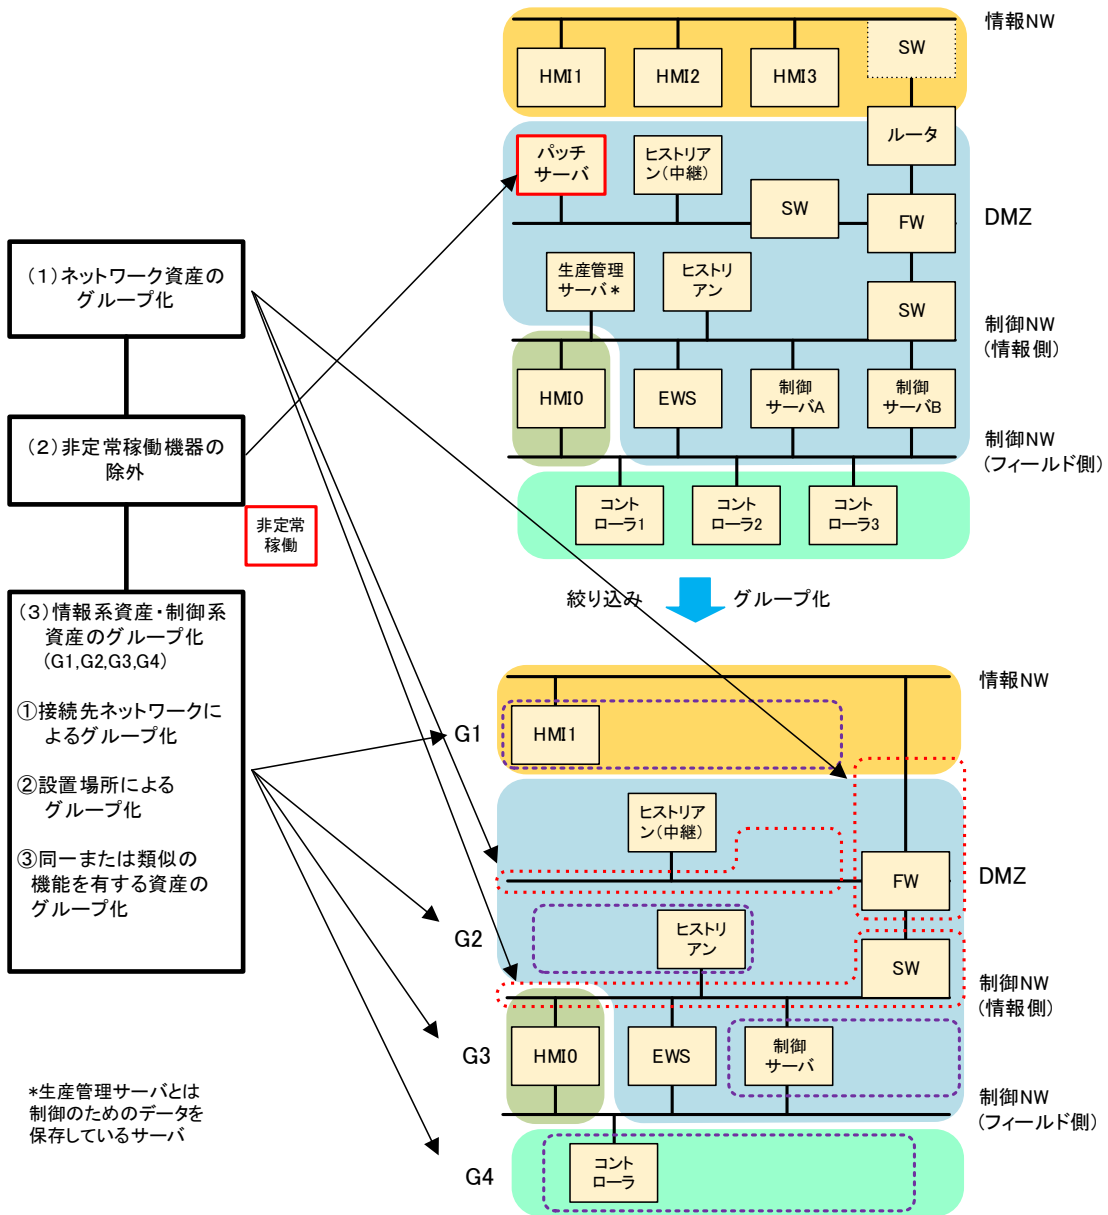 情報NW
SW
HMI1
HMI2
HMI3
ルータ
パッチ
サーバ
ヒストリア
ン(中継)
SW
FW
DMZ
生産管理
サーバ*
ヒストリ
アン
SW
制御NW
(情報側)
HMI0
EWS
制御
サーバA
制御
サーバB
制御NW
(フィールド側)
コント
ローラ1
コント
ローラ2
コント
ローラ3
(1)ネットワーク資産の
グループ化
(2)非定常稼働機器の
除外
非定常
稼働
(3)情報系資産・制御系
資産のグループ化
(G1,G2,G3,G4)
①接続先ネットワークに
よるグループ化
②設置場所による
グループ化
③同一または類似の
機能を有する資産の
グループ化
*生産管理サーバとは
制御のためのデータを
保存しているサーバ
絞り込み
グループ化
情報NW
G1
HMI1
ヒストリア
ン(中継)
FW
DMZ
G2
ヒストリ
アン
SW
制御NW
(情報側)
G3
HMI0
EWS
制御
サーバ
制御NW
(フィールド側)
G4
コント
ローラ